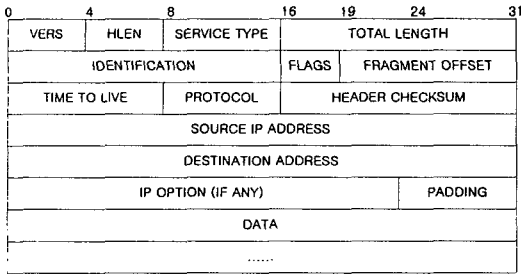 0 4 8 16 19 24 31
VERS HLEN SERVICE TYPE TOTAL LENGTH
IDENTIFICATION FLAGS FRAGMENT OFFSET
TIME TO LIVE PROTOCOL HEADER CHECKSUM
SOURCE IP ADDRESS
DESTINATION ADDRESS
IP OPTION (IF ANY) PADDING
DATA
......